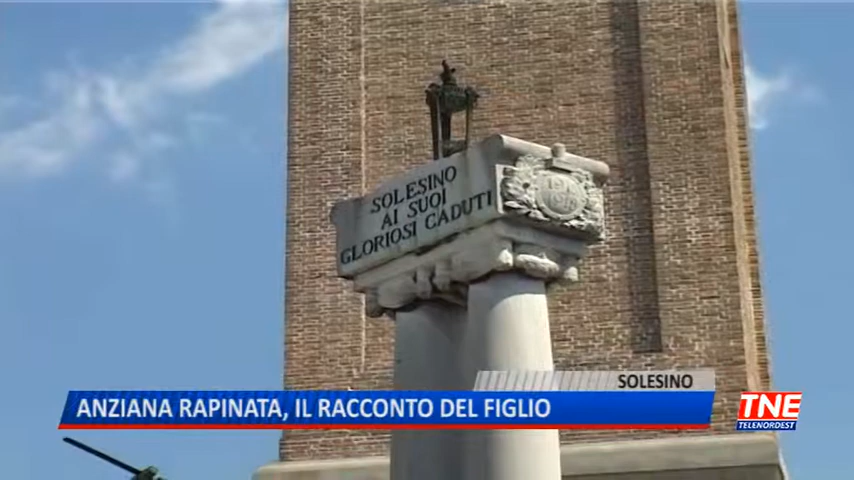 SOLESINO
AI SUOI
GLORIOSI CADUTI
SOLESINO
ANZIANA RAPINATA, IL RACCONTO DEL FIGLIO
TNE
TELENORDEST